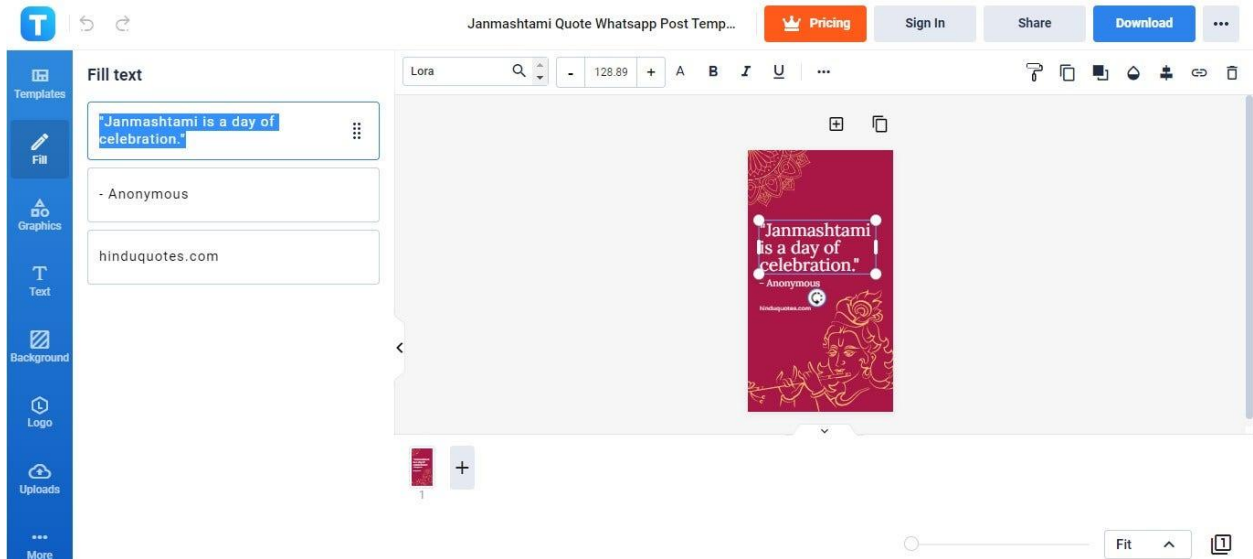 T
Janmashtami Quote Whatsapp Post Temp...
Pricing
Sign In
Share
Download
Templates
Fill
Graphics
Text
Background
Logo
Uploads
More
Fill text
"Janmashtami is a day of
celebration."
- Anonymous
hinduquotes.com
Lora
- 128.89 + A B I U
"Janmashtami
is a day of
celebration."
- Anonymous
hinduquotes.com
1
Fit
1